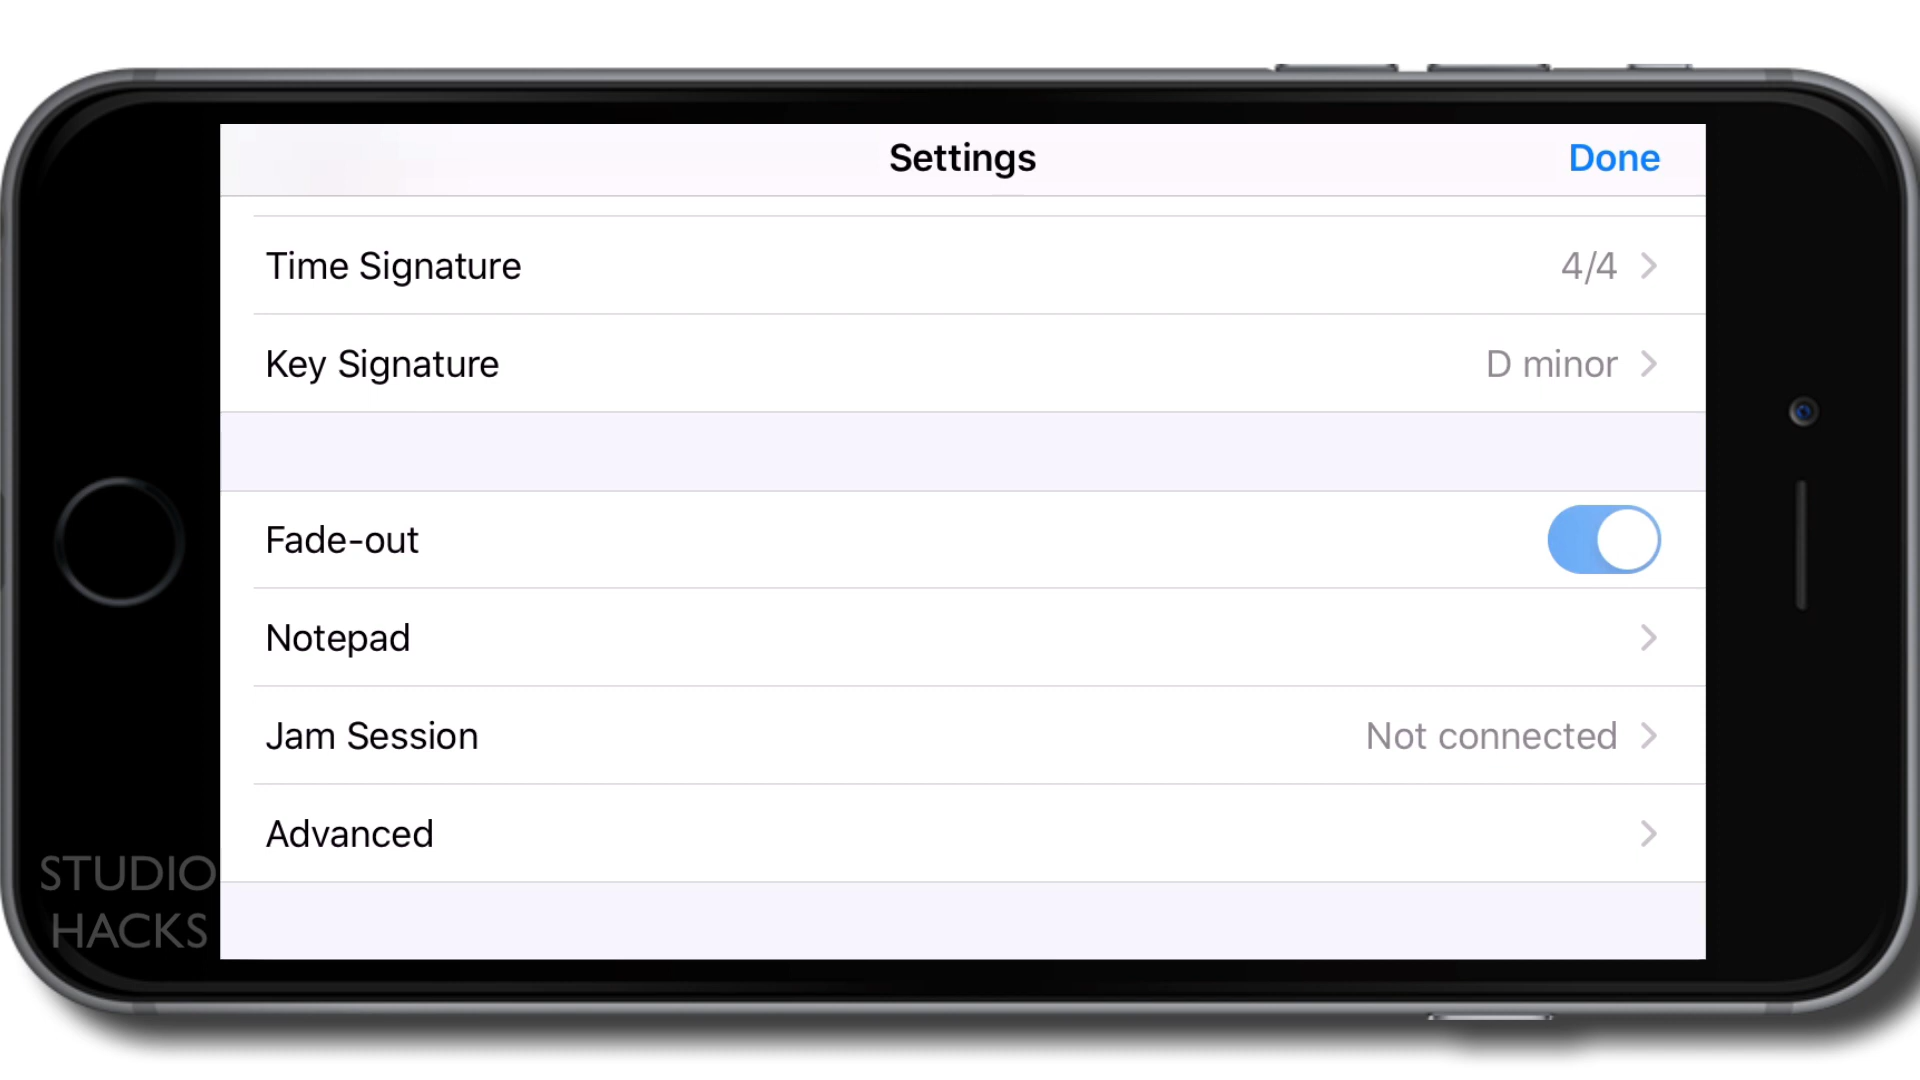 Settings
Done
Time Signature
4/4
Key Signature
D minor
Fade-out
Notepad
Jam Session
Not connected
Advanced
STUDIO
HACKS